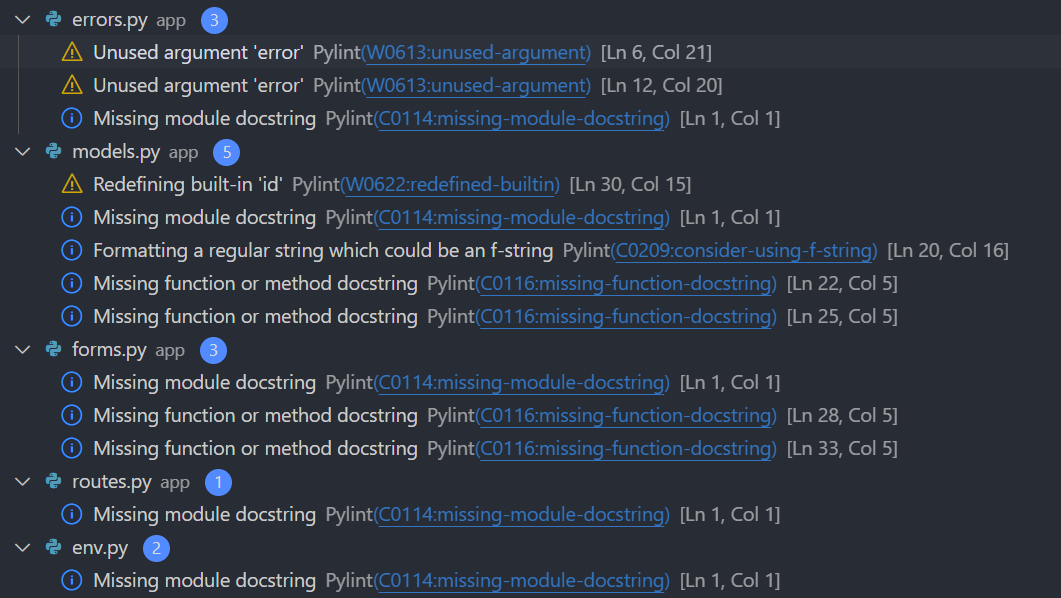 errors.py app 3
Unused argument 'error' Pylint(W0613:unused-argument) [Ln 6, Col 21]
Unused argument 'error' Pylint(W0613:unused-argument) [Ln 12, Col 20]
Missing module docstring Pylint(C0114:missing-module-docstring) [Ln 1, Col 1]
models.py app 5
Redefining built-in 'id' Pylint(W0622:redefined-builtin) [Ln 30, Col 15]
Missing module docstring Pylint(C0114:missing-module-docstring) [Ln 1, Col 1]
Formatting a regular string which could be an f-string Pylint(C0209:consider-using-f-string) [Ln 20, Col 16]
Missing function or method docstring Pylint(C0116:missing-function-docstring) [Ln 22, Col 5]
Missing function or method docstring Pylint(C0116:missing-function-docstring) [Ln 25, Col 5]
forms.py app 3
Missing module docstring Pylint(C0114:missing-module-docstring) [Ln 1, Col 1]
Missing function or method docstring Pylint(C0116:missing-function-docstring) [Ln 28, Col 5]
Missing function or method docstring Pylint(C0116:missing-function-docstring) [Ln 33, Col 5]
routes.py app 1
Missing module docstring Pylint(C0114:missing-module-docstring) [Ln 1, Col 1]
env.py 2
Missing module docstring Pylint(C0114:missing-module-docstring) [Ln 1, Col 1]